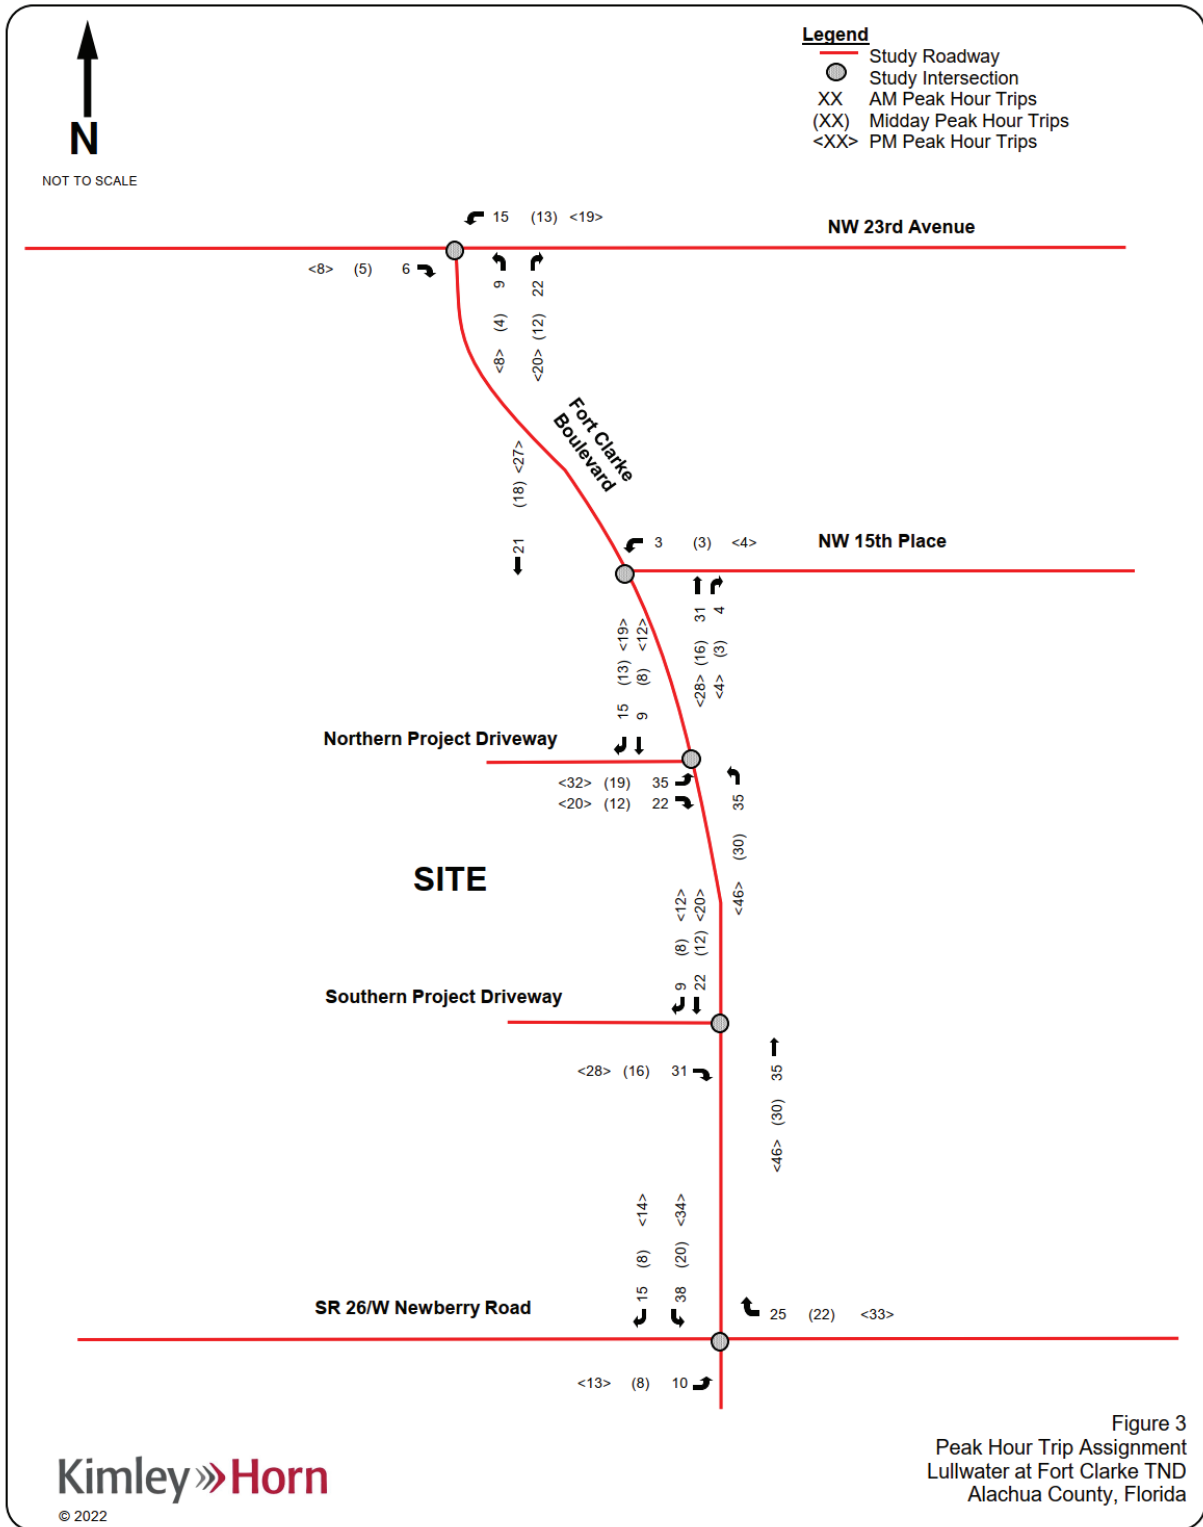 Legend
Study Roadway
Study Intersection
XX AM Peak Hour Trips
(XX) Midday Peak Hour Trips
<XX> PM Peak Hour Trips
N
NOT TO SCALE
15 (13) <19>
NW 23rd Avenue
<8> (5) 6
<8> (4) 9
<20> (12) 22
Fort Clarke
Boulevard
21 (18) <27>
3 (3) <4>
NW 15th Place
<28> (16) 31
<4> (3) 4
15 (13) <19>
9 (8) <12>
Northern Project Driveway
<32> (19) 35
<20> (12) 22
<46> (30) 35
SITE
9 (8) <12>
22 (12) <20>
Southern Project Driveway
<28> (16) 31
<46> (30) 35
15 (8) <14>
38 (20) <34>
SR 26/W Newberry Road
25 (22) <33>
<13> (8) 10
Figure 3
Peak Hour Trip Assignment
Lullwater at Fort Clarke TND
Alachua County, Florida
Kimley»Horn
© 2022